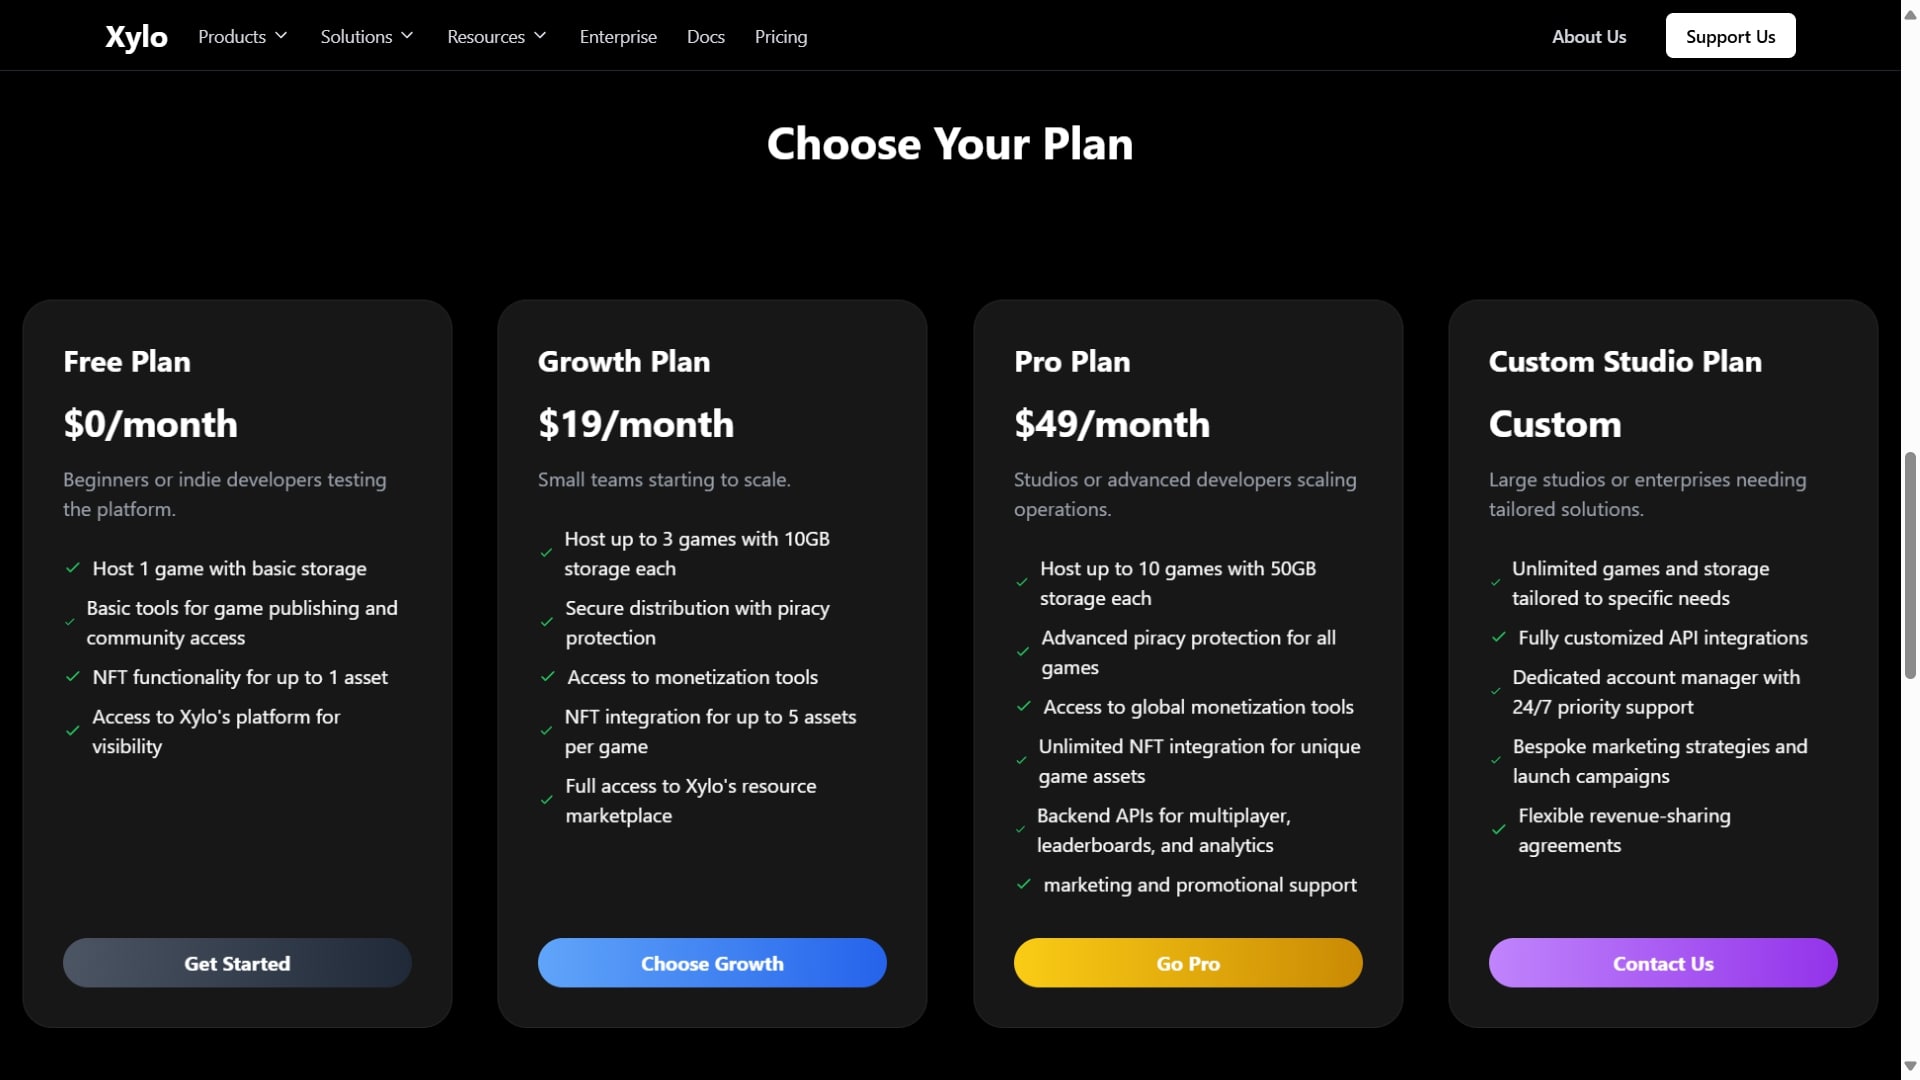 Xylo
Products
Solutions
Resources
Enterprise
Docs
Pricing
About Us
Support Us
Choose Your Plan
Free Plan
$0/month
Beginners or indie developers testing
the platform.
Host 1 game with basic storage
Basic tools for game publishing and
community access
NFT functionality for up to 1 asset
Access to Xylo's platform for
visibility
Get Started
Growth Plan
$19/month
Small teams starting to scale.
Host up to 3 games with 10GB
storage each
Secure distribution with piracy
protection
Access to monetization tools
NFT integration for up to 5 assets
per game
Full access to Xylo's resource
marketplace
Choose Growth
Pro Plan
$49/month
Studios or advanced developers scaling
operations.
Host up to 10 games with 50GB
storage each
Advanced piracy protection for all
games
Access to global monetization tools
Unlimited NFT integration for unique
game assets
Backend APIs for multiplayer,
leaderboards, and analytics
marketing and promotional support
Go Pro
Custom Studio Plan
Custom
Large studios or enterprises needing
tailored solutions.
Unlimited games and storage
tailored to specific needs
Fully customized API integrations
Dedicated account manager with
24/7 priority support
Bespoke marketing strategies and
launch campaigns
Flexible revenue-sharing
agreements
Contact Us